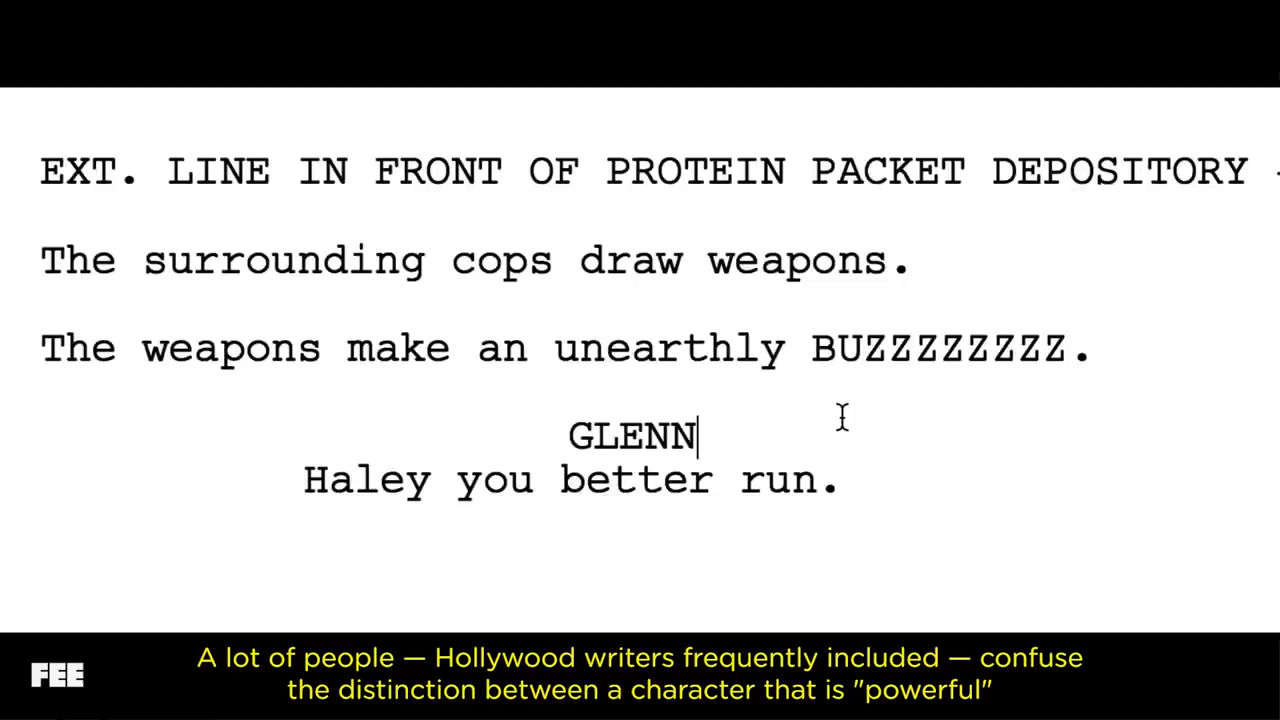 EXT. LINE IN FRONT OF PROTEIN PACKET DEPOSITORY -
The surrounding cops draw weapons.
The weapons make an unearthly BUZZZZZZZZ.
GLENN
Haley you better run.
FEE
A lot of people — Hollywood writers frequently included — confuse
the distinction between a character that is "powerful"